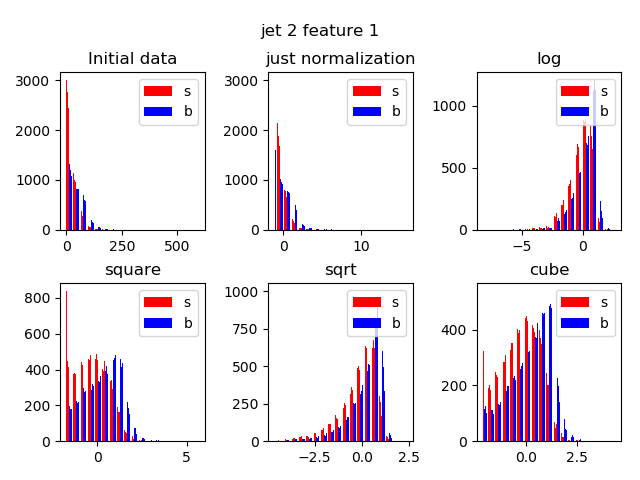 jet 2 feature 1
Initial data
just normalization
log
3000
2000
1000
0
0
250
500
s
b
3000
2000
1000
0
0
10
s
b
1000
500
0
−5
0
s
b
square
sqrt
cube
800
600
400
200
0
0
5
s
b
1000
750
500
250
0
−2.5
0.0
2.5
s
b
400
200
0
0.0
2.5
s
b